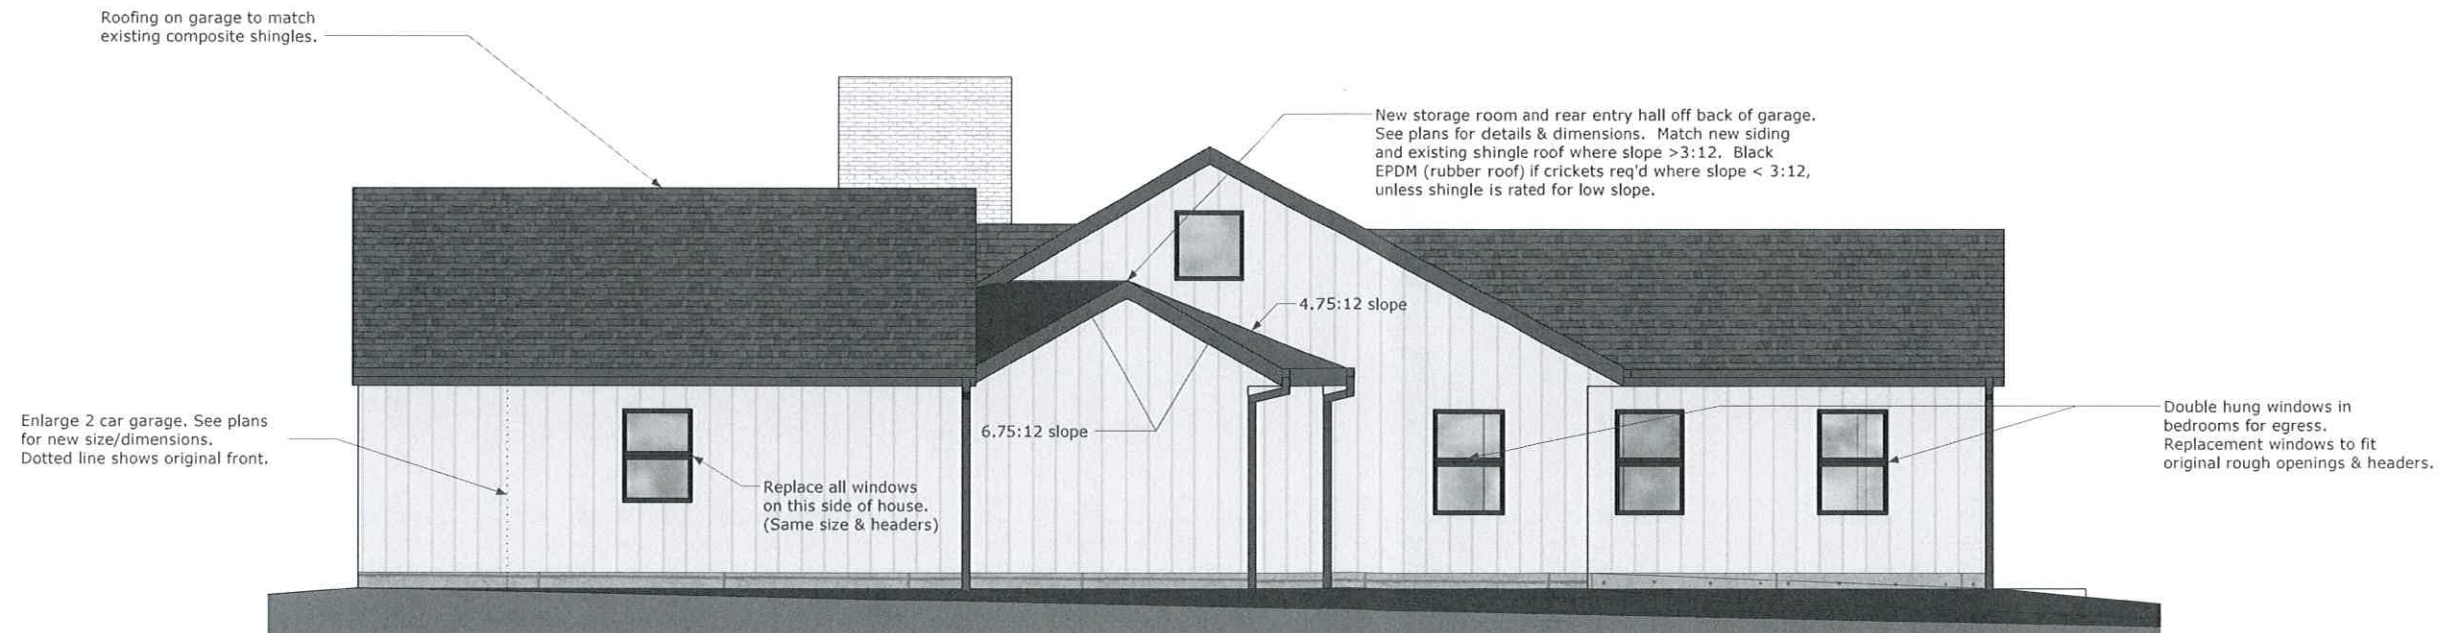 Roofing on garage to match
existing composite shingles.
New storage room and rear entry hall off back of garage.
See plans for details & dimensions.  Match new siding
and existing shingle roof where slope >3:12.  Black
EPDM (rubber roof) if crickets req'd where slope < 3:12,
unless shingle is rated for low slope.
4.75:12 slope
6.75:12 slope
Enlarge 2 car garage. See plans
for new size/dimensions.
Dotted line shows original front.
Replace all windows
on this side of house.
(Same size & headers)
Double hung windows in
bedrooms for egress.
Replacement windows to fit
original rough openings & headers.